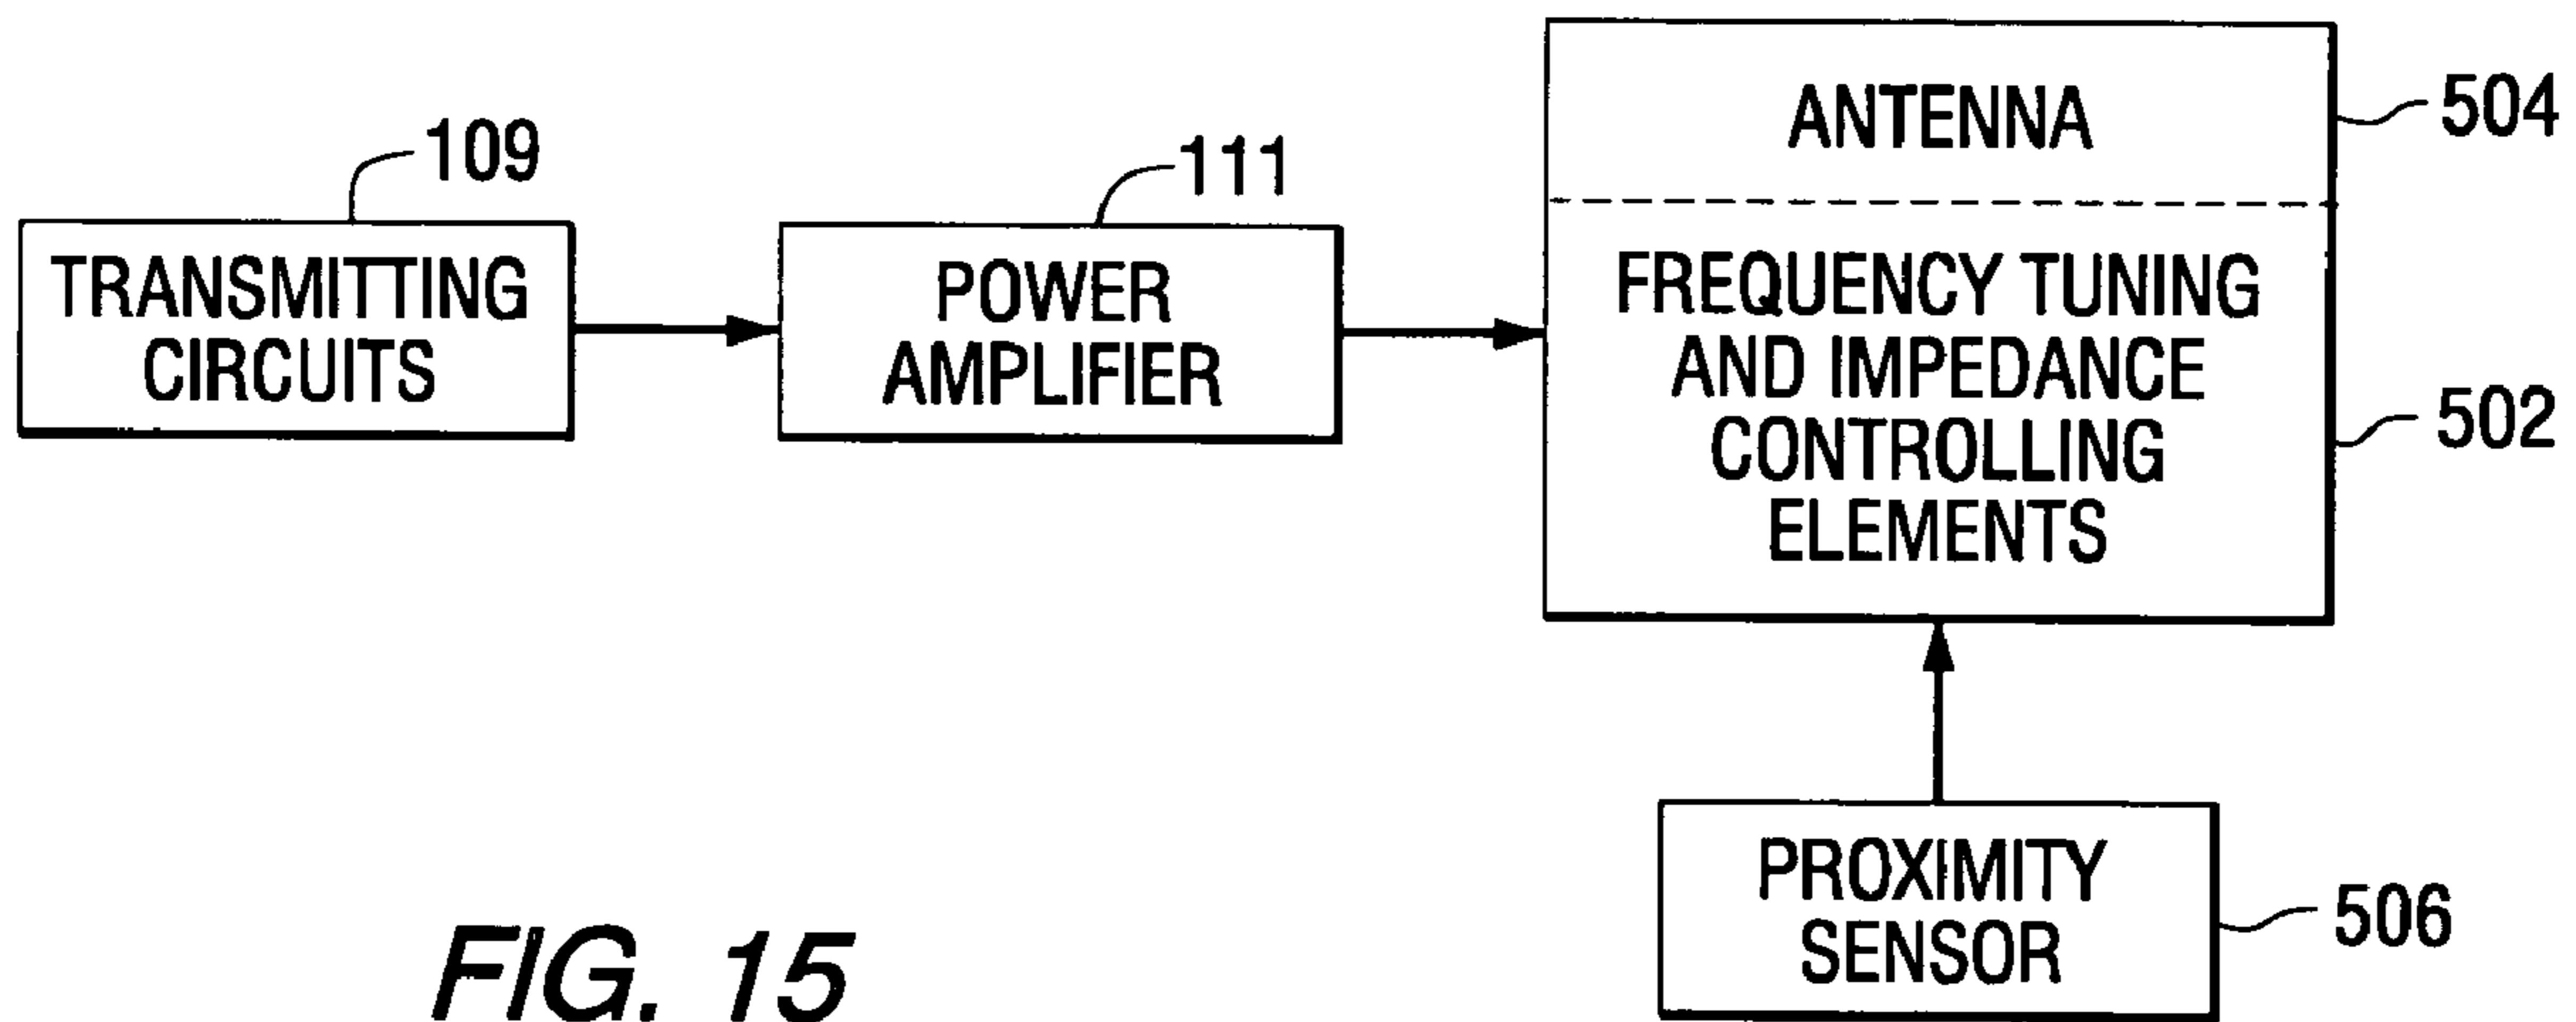 109
TRANSMITTING
CIRCUITS
111
POWER
AMPLIFIER
ANTENNA
504
FREQUENCY TUNING
AND IMPEDANCE
CONTROLLING
ELEMENTS
502
PROXIMITY
SENSOR
506
FIG. 15